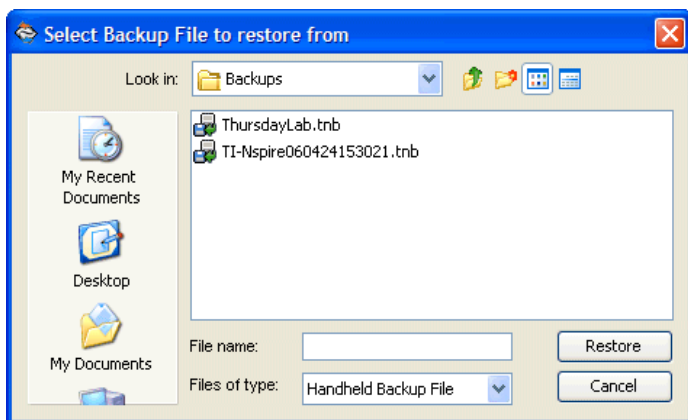 Select Backup File to restore from
Look in:
Backups
My Recent
Documents
Desktop
My Documents
ThursdayLab.tnb
TI-Nspire060424153021.tnb
File name:
Restore
Files of type:
Handheld Backup File
Cancel